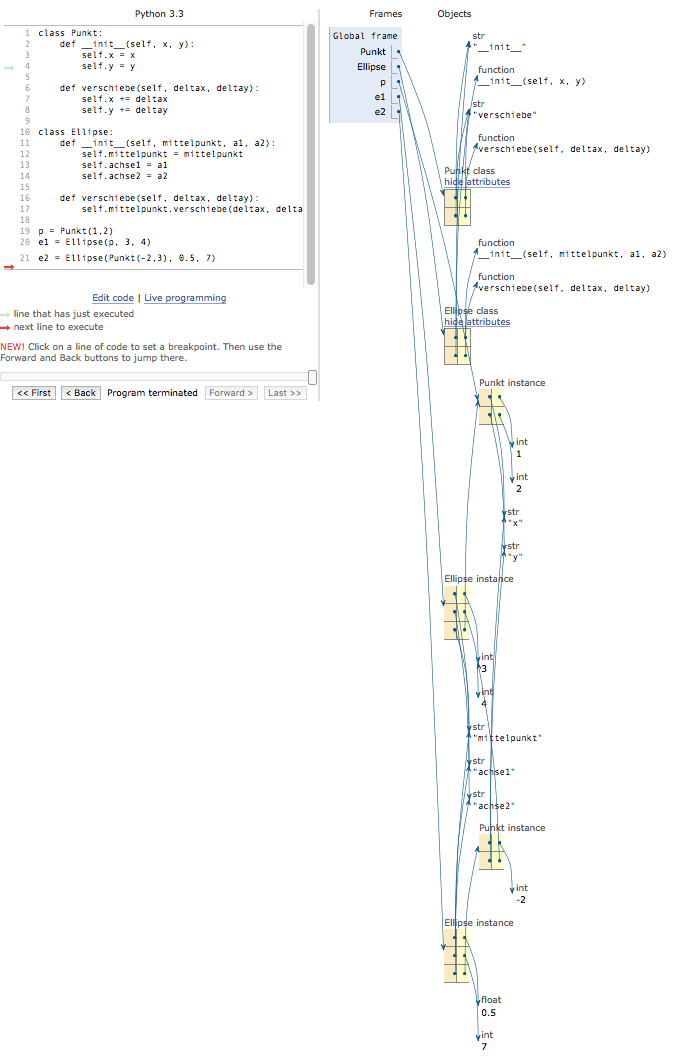 Python 3.3
1 class Punkt:
2     def __init__(self, x, y):
3         self.x = x
4         self.y = y
5
6     def verschiebe(self, deltax, deltay):
7         self.x += deltax
8         self.y += deltay
9
10 class Ellipse:
11     def __init__(self, mittelpunkt, a1, a2):
12         self.mittelpunkt = mittelpunkt
13         self.achse1 = a1
14         self.achse2 = a2
15
16     def verschiebe(self, deltax, deltay):
17         self.mittelpunkt.verschiebe(deltax, delta
18
19 p = Punkt(1,2)
20 e1 = Ellipse(p, 3, 4)
21 e2 = Ellipse(Punkt(-2,3), 0.5, 7)
Edit code | Live programming
line that has just executed
next line to execute
NEW! Click on a line of code to set a breakpoint. Then use the
Forward and Back buttons to jump there.
<< First < Back Program terminated Forward > Last >>
Frames Objects
Global frame
Punkt
Ellipse
p
e1
e2
str
"__init__"
function
__init__(self, x, y)
str
"verschiebe"
function
verschiebe(self, deltax, deltay)
Punkt class
hide attributes
function
__init__(self, mittelpunkt, a1, a2)
function
verschiebe(self, deltax, deltay)
Ellipse class
hide attributes
Punkt instance
int
1
int
2
str
"x"
str
"y"
Ellipse instance
int
3
int
4
str
"mittelpunkt"
str
"achse1"
str
"achse2"
Punkt instance
int
-2
Ellipse instance
float
0.5
int
7